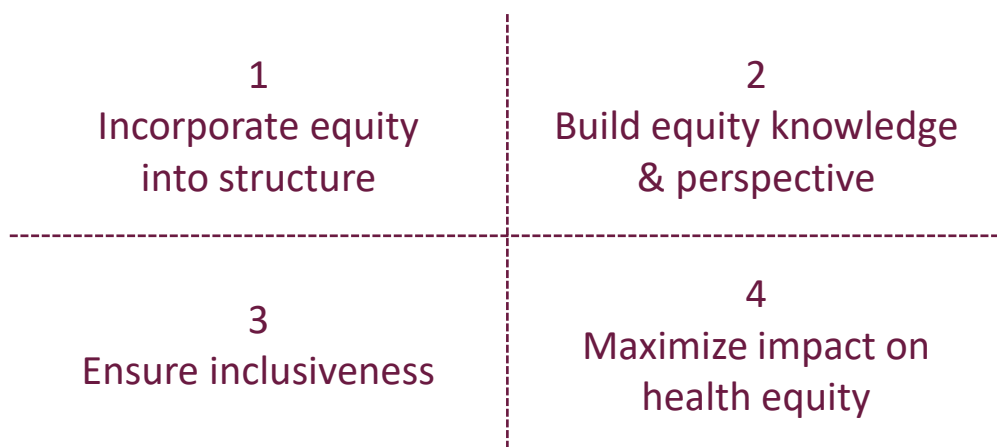 1
Incorporate equity
into structure
2
Build equity knowledge
& perspective
3
Ensure inclusiveness
4
Maximize impact on
health equity